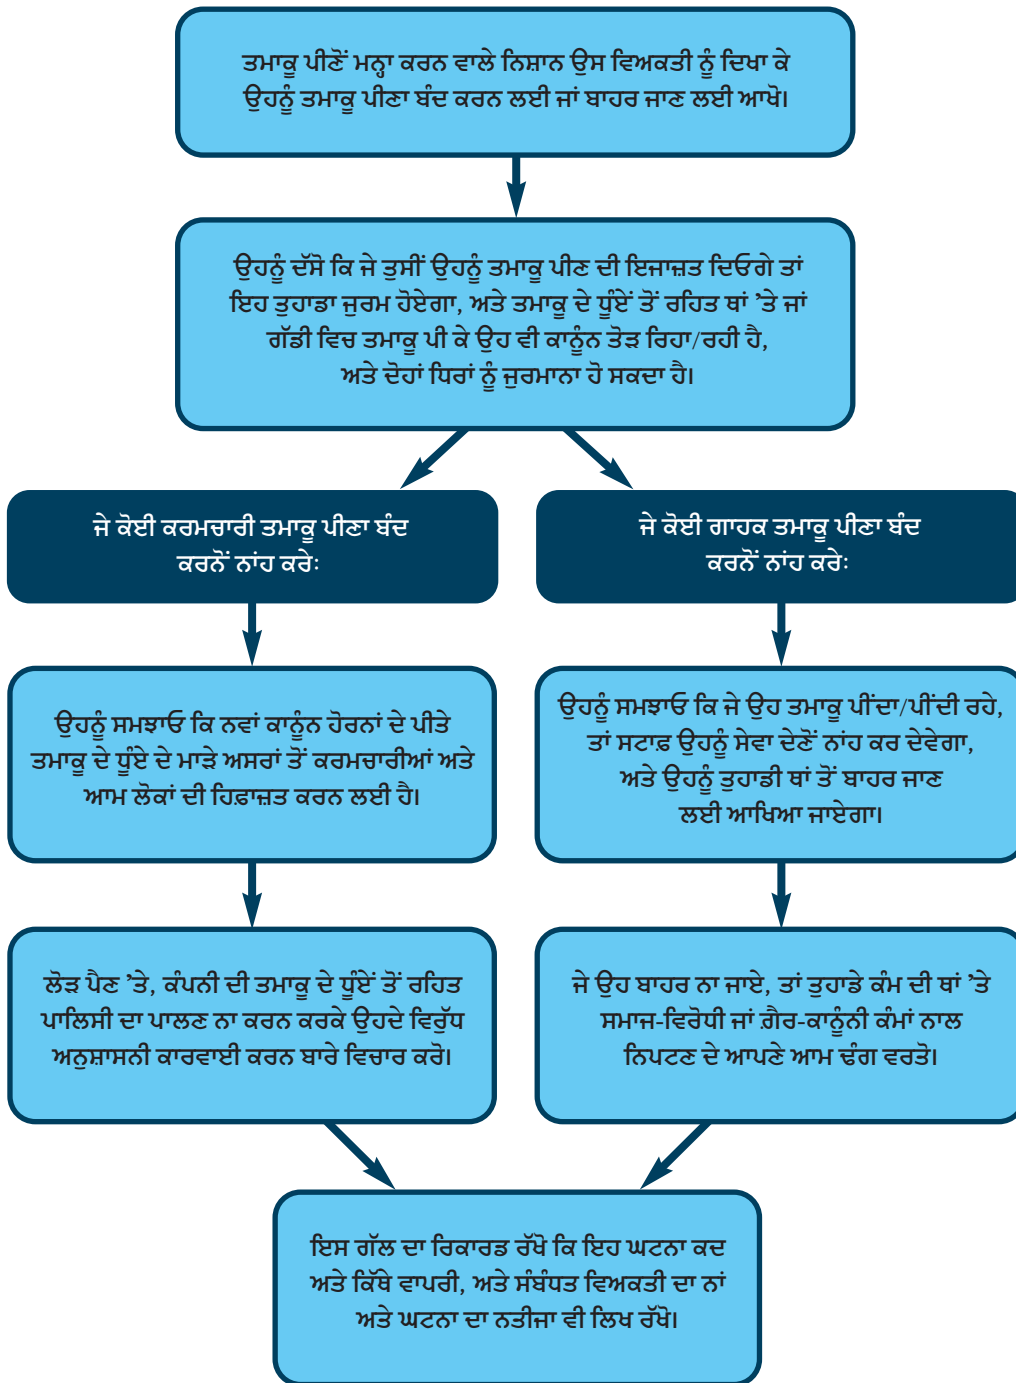 ਤਮਾਕੂ ਪੀਣੋਂ ਮਨ੍ਹਾ ਕਰਨ ਵਾਲੇ ਨਿਸ਼ਾਨ ਉਸ ਵਿਅਕਤੀ ਨੂੰ ਦਿਖਾ ਕੇ
ਉਹਨੂੰ ਤਮਾਕੂ ਪੀਣਾ ਬੰਦ ਕਰਨ ਲਈ ਜਾਂ ਬਾਹਰ ਜਾਣ ਲਈ ਆਖੋ।
ਉਹਨੂੰ ਦੱਸੋ ਕਿ ਜੇ ਤੁਸੀਂ ਉਹਨੂੰ ਤਮਾਕੂ ਪੀਣ ਦੀ ਇਜਾਜ਼ਤ ਦਿਓਗੇ ਤਾਂ
ਇਹ ਤੁਹਾਡਾ ਜੁਰਮ ਹੋਏਗਾ, ਅਤੇ ਤਮਾਕੂ ਦੇ ਧੂੰਏਂ ਤੋਂ ਰਹਿਤ ਥਾਂ ’ਤੇ ਜਾਂ
ਗੱਡੀ ਵਿਚ ਤਮਾਕੂ ਪੀ ਕੇ ਉਹ ਵੀ ਕਾਨੂੰਨ ਤੋੜ ਰਿਹਾ/ਰਹੀ ਹੈ,
ਅਤੇ ਦੋਹਾਂ ਧਿਰਾਂ ਨੂੰ ਜੁਰਮਾਨਾ ਹੋ ਸਕਦਾ ਹੈ।
ਜੇ ਕੋਈ ਕਰਮਚਾਰੀ ਤਮਾਕੂ ਪੀਣਾ ਬੰਦ
ਕਰਨੋਂ ਨਾਂਹ ਕਰੇ:
ਉਹਨੂੰ ਸਮਝਾਓ ਕਿ ਨਵਾਂ ਕਾਨੂੰਨ ਹੋਰਨਾਂ ਦੇ ਪੀਤੇ
ਤਮਾਕੂ ਦੇ ਧੂੰਏ ਦੇ ਮਾੜੇ ਅਸਰਾਂ ਤੋਂ ਕਰਮਚਾਰੀਆਂ ਅਤੇ
ਆਮ ਲੋਕਾਂ ਦੀ ਹਿਫ਼ਾਜ਼ਤ ਕਰਨ ਲਈ ਹੈ।
ਲੋੜ ਪੈਣ ’ਤੇ, ਕੰਪਨੀ ਦੀ ਤਮਾਕੂ ਦੇ ਧੂੰਏਂ ਤੋਂ ਰਹਿਤ
ਪਾਲਿਸੀ ਦਾ ਪਾਲਣ ਨਾ ਕਰਨ ਕਰਕੇ ਉਹਦੇ ਵਿਰੁੱਧ
ਅਨੁਸ਼ਾਸਨੀ ਕਾਰਵਾਈ ਕਰਨ ਬਾਰੇ ਵਿਚਾਰ ਕਰੋ।
ਜੇ ਕੋਈ ਗਾਹਕ ਤਮਾਕੂ ਪੀਣਾ ਬੰਦ
ਕਰਨੋਂ ਨਾਂਹ ਕਰੇ:
ਉਹਨੂੰ ਸਮਝਾਓ ਕਿ ਜੇ ਉਹ ਤਮਾਕੂ ਪੀਂਦਾ/ਪੀਂਦੀ ਰਹੇ,
ਤਾਂ ਸਟਾਫ਼ ਉਹਨੂੰ ਸੇਵਾ ਦੇਣੋਂ ਨਾਂਹ ਕਰ ਦੇਵੇਗਾ,
ਅਤੇ ਉਹਨੂੰ ਤੁਹਾਡੀ ਥਾਂ ਤੋਂ ਬਾਹਰ ਜਾਣ
ਲਈ ਆਖਿਆ ਜਾਏਗਾ।
ਜੇ ਉਹ ਬਾਹਰ ਨਾ ਜਾਏ, ਤਾਂ ਤੁਹਾਡੇ ਕੰਮ ਦੀ ਥਾਂ ’ਤੇ
ਸਮਾਜ-ਵਿਰੋਧੀ ਜਾਂ ਗ਼ੈਰ-ਕਾਨੂੰਨੀ ਕੰਮਾਂ ਨਾਲ
ਨਿਪਟਣ ਦੇ ਆਪਣੇ ਆਮ ਢੰਗ ਵਰਤੋ।
ਇਸ ਗੱਲ ਦਾ ਰਿਕਾਰਡ ਰੱਖੋ ਕਿ ਇਹ ਘਟਨਾ ਕਦ
ਅਤੇ ਕਿੱਥੇ ਵਾਪਰੀ, ਅਤੇ ਸੰਬੰਧਤ ਵਿਅਕਤੀ ਦਾ ਨਾਂ
ਅਤੇ ਘਟਨਾ ਦਾ ਨਤੀਜਾ ਵੀ ਲਿਖ ਰੱਖੋ।